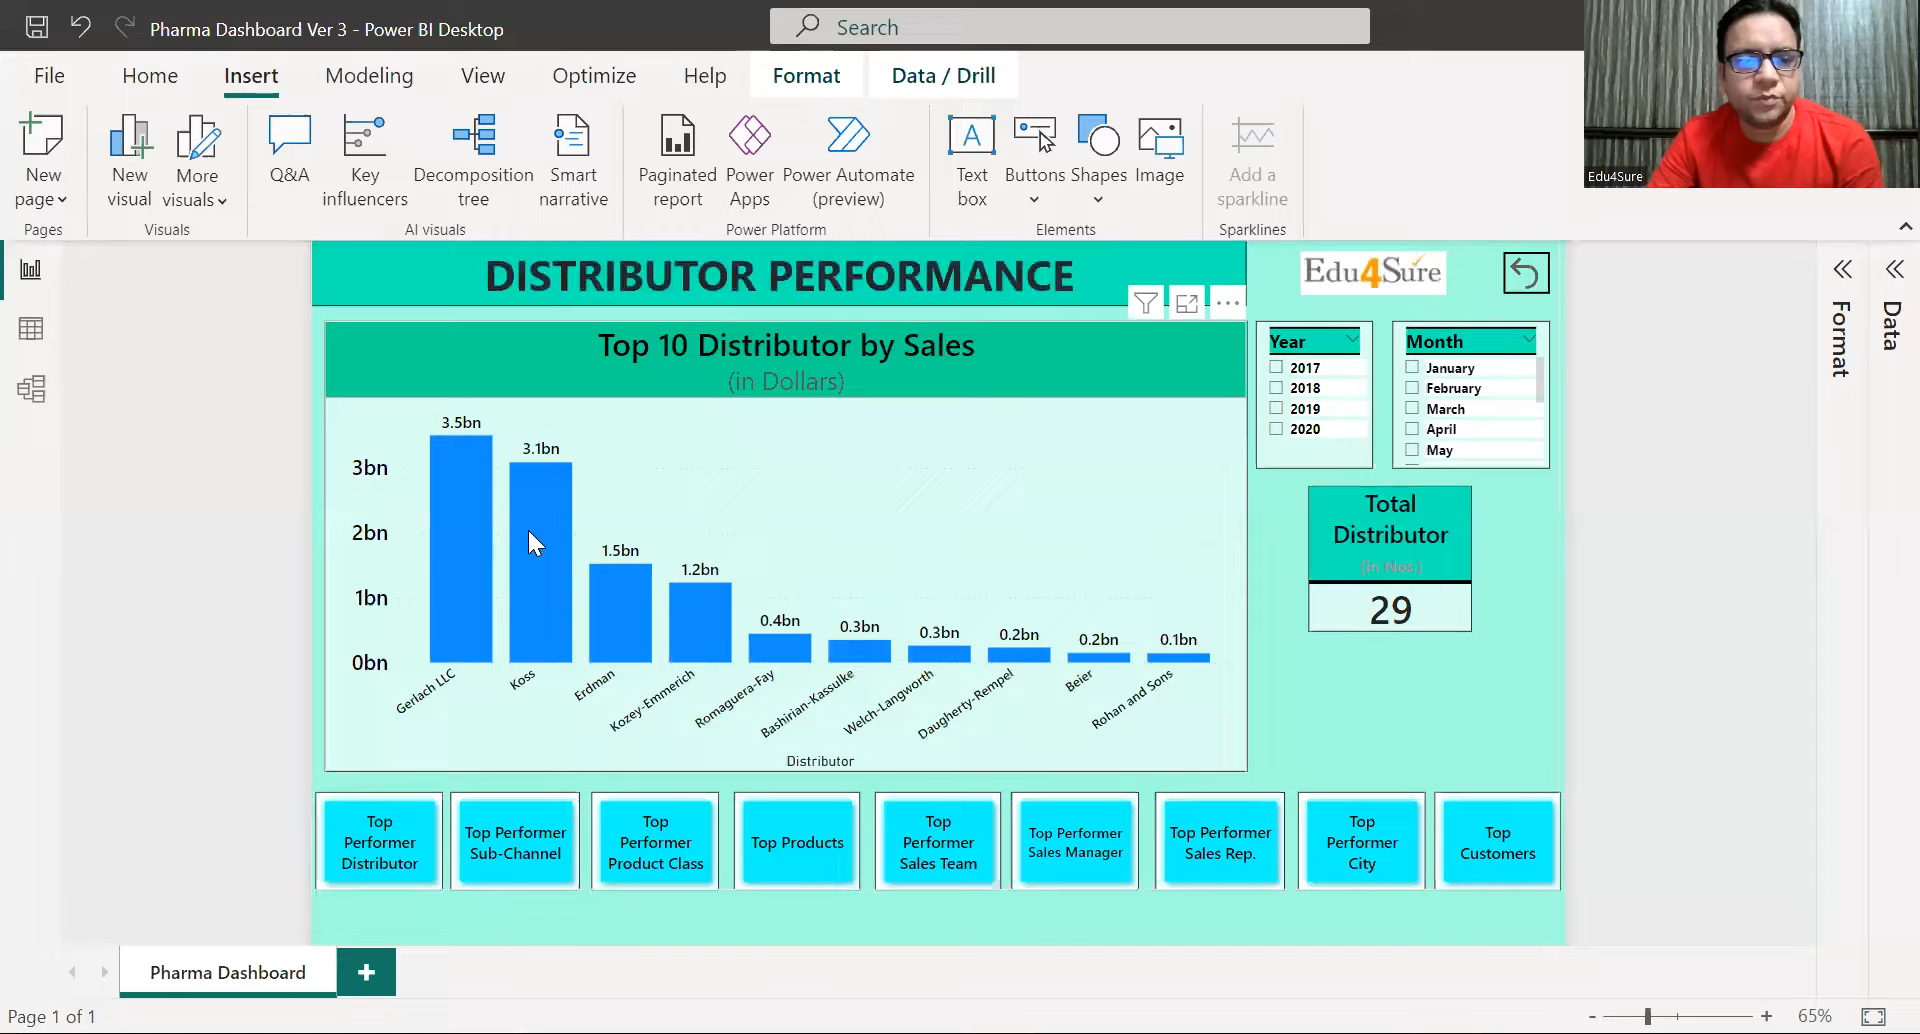 Pharma Dashboard Ver 3 - Power BI Desktop
Search
File
Home
Insert
Modeling
View
Optimize
Help
Format
Data / Drill
New page
New visual
More visuals
Q&A
Key influencers
Decomposition tree
Smart narrative
Paginated report
Power Apps
Power Automate (preview)
A
Text box
Buttons
Shapes
Image
Add a sparkline
Pages
Visuals
AI visuals
Power Platform
Elements
Sparklines
Edu4Sure
DISTRIBUTOR PERFORMANCE
Edu4Sure
Top 10 Distributor by Sales
(in Dollars)
3bn
2bn
1bn
0bn
3.5bn
3.1bn
1.5bn
1.2bn
0.4bn
0.3bn
0.3bn
0.2bn
0.2bn
0.1bn
Gerlach LLC
Koss
Erdman
Kozey-Emmerich
Romaguera-Fay
Bashirian-Kassulke
Welch-Langworth
Daugherty-Rempel
Beier
Rohan and Sons
Distributor
Year
2017
2018
2019
2020
Month
January
February
March
April
May
Total
Distributor
(in Nos.)
29
Format
Data
Top
Performer
Distributor
Top Performer
Sub-Channel
Top
Performer
Product Class
Top Products
Top
Performer
Sales Team
Top Performer
Sales Manager
Top Performer
Sales Rep.
Top
Performer
City
Top
Customers
Pharma Dashboard
+
Page 1 of 1
- + 65%